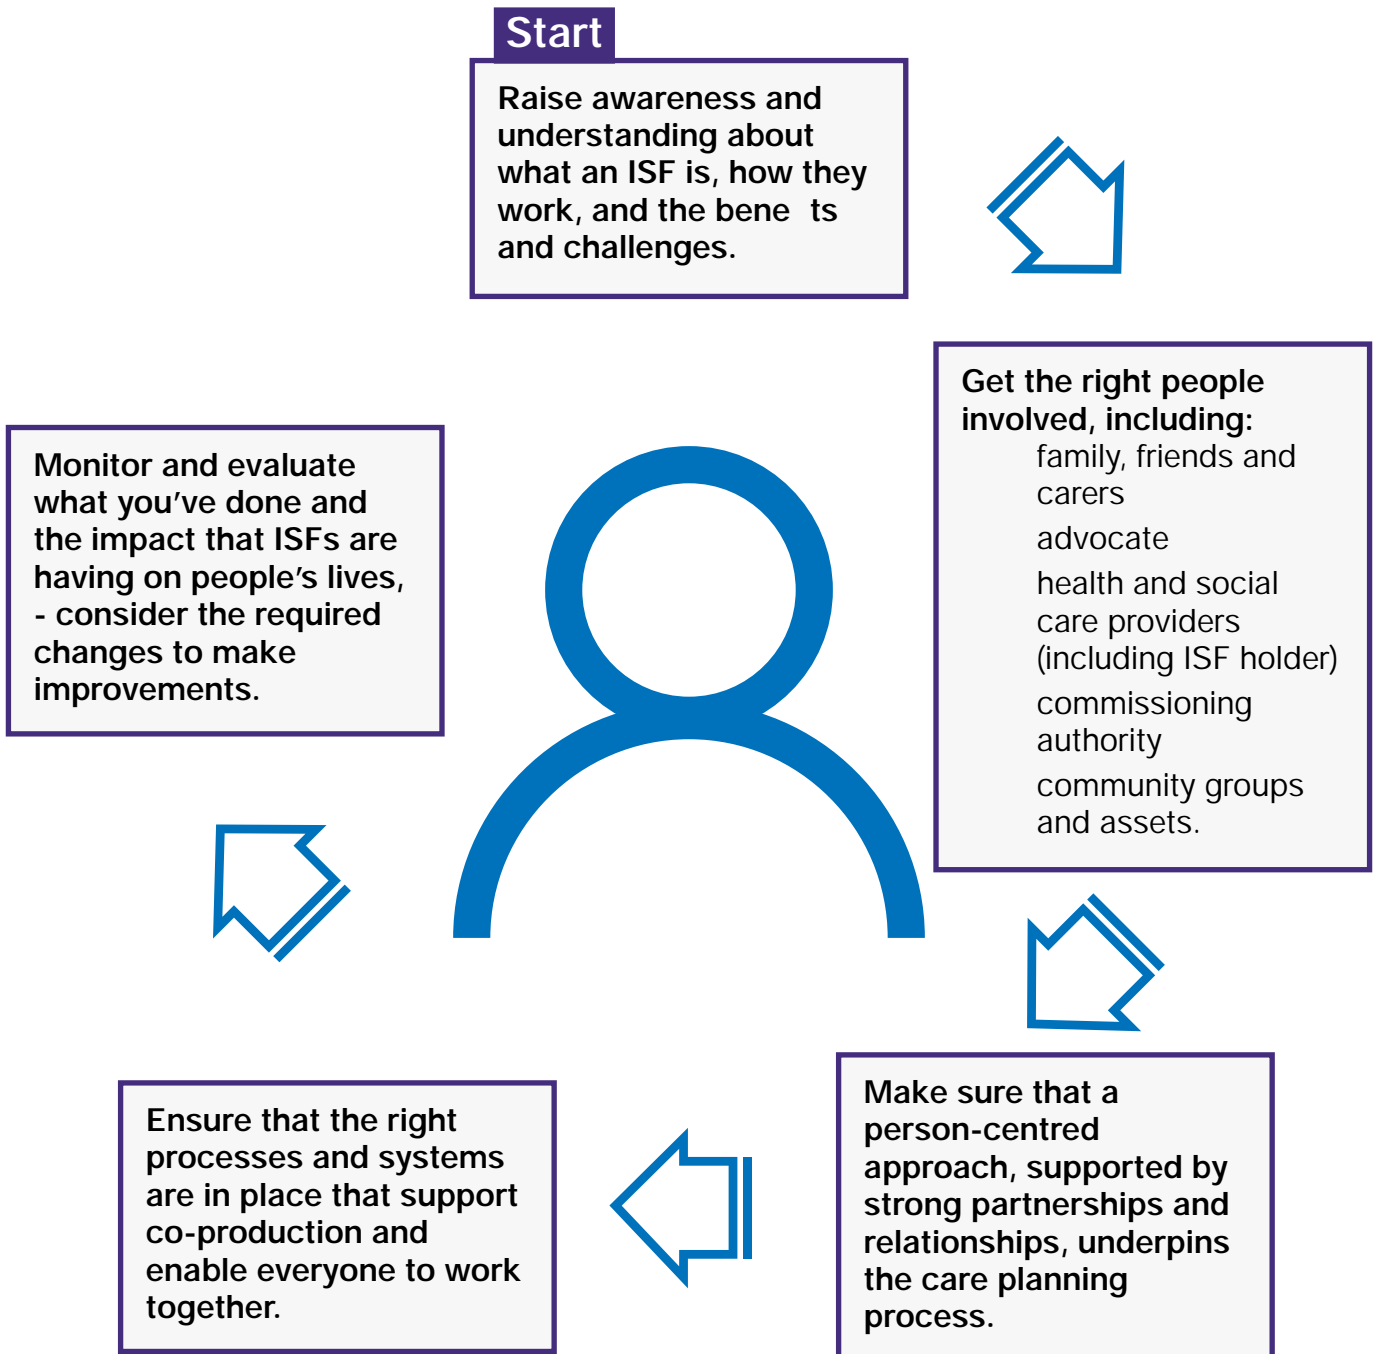 Start
Raise awareness and
understanding about
what an ISF is, how they
work, and the bene ts
and challenges.
Get the right people
involved, including:
family, friends and
carers
advocate
health and social
care providers
(including ISF holder)
commissioning
authority
community groups
and assets.
Make sure that a
person-centred
approach, supported by
strong partnerships and
relationships, underpins
the care planning
process.
Ensure that the right
processes and systems
are in place that support
co-production and
enable everyone to work
together.
Monitor and evaluate
what you've done and
the impact that ISFs are
having on people's lives,
- consider the required
changes to make
improvements.